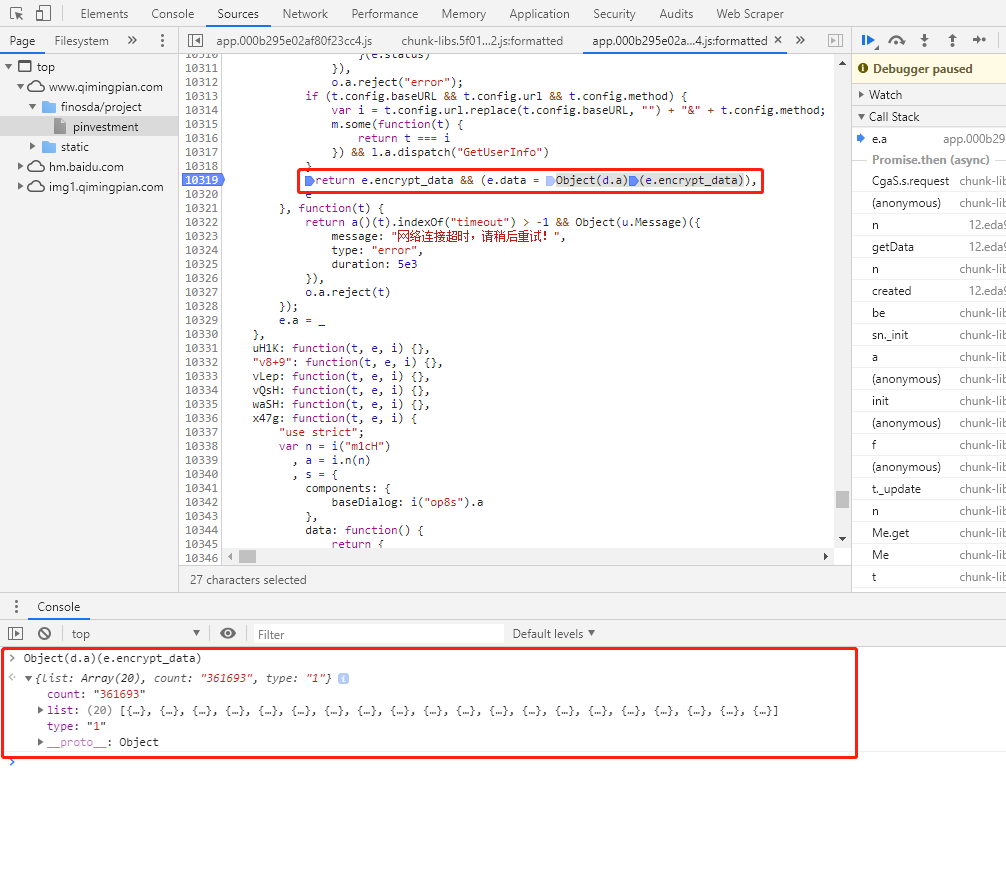 Elements Console Sources Network Performance Memory Application Security Audits Web Scraper
Page Filesystem » app.000b295e02af80f23cc4.js chunk-libs.5f01...2.js:formatted app.000b295e02a...4.js:formatted × »
top
www.qimingpian.com
finosda/project
pinvestment
static
hm.baidu.com
img1.qimingpian.com
10310 }(e.status)
10311 }),
10312 o.a.reject("error");
10313 if (t.config.baseURL && t.config.url && t.config.method) {
10314 var i = t.config.url.replace(t.config.baseURL, "") + "&" + t.config.method;
10315 m.some(function(t) {
10316 return t === i
10317 }) && l.a.dispatch("GetUserInfo")
10318 }
10319 return e.encrypt_data && (e.data = Object(d.a)(e.encrypt_data)),
10320 e
10321 }, function(t) {
10322 return a()(t).indexOf("timeout") > -1 && Object(u.Message)({
10323 message: "网络连接超时，请稍后重试！",
10324 type: "error",
10325 duration: 5e3
10326 }),
10327 o.a.reject(t)
10328 });
10329 e.a = _
10330 },
10331 uH1K: function(t, e, i) {},
10332 "v8+9": function(t, e, i) {},
10333 vLep: function(t, e, i) {},
10334 vQsH: function(t, e, i) {},
10335 waSH: function(t, e, i) {},
10336 x47g: function(t, e, i) {
10337 "use strict";
10338 var n = i("m1cH")
10339 , a = i.n(n)
10340 , s = {
10341 components: {
10342 baseDialog: i("op8s").a
10343 },
10344 data: function() {
10345 return {
10346
27 characters selected
Debugger paused
Watch
Call Stack
e.a app.000b29
Promise.then (async)
CgaS.s.request chunk-lib
(anonymous) chunk-lib
n 12.eda9
getData 12.eda9
n chunk-lib
created 12.eda9
be chunk-lib
sn._init chunk-lib
a chunk-lib
(anonymous) chunk-lib
init chunk-lib
(anonymous) chunk-lib
f chunk-lib
(anonymous) chunk-lib
t._update chunk-lib
n chunk-lib
Me.get chunk-lib
Me chunk-lib
t chunk-lib
Console
top Filter Default levels
> Object(d.a)(e.encrypt_data)
{list: Array(20), count: "361693", type: "1"}
count: "361693"
list: (20) [{…}, {…}, {…}, {…}, {…}, {…}, {…}, {…}, {…}, {…}, {…}, {…}, {…}, {…}, {…}, {…}, {…}, {…}, {…}, {…}]
type: "1"
__proto__: Object
>